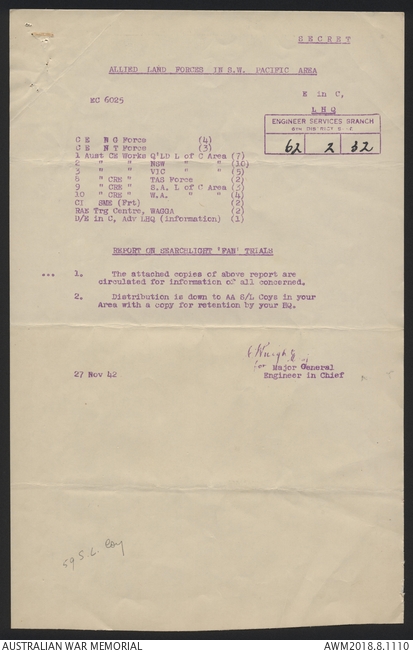 SECRET
ALLIED LAND FORCES IN S.W. PACIFIC AREA
E in C,
EC 6025
LHQ
ENGINEER SERVICES BRANCH
62 2 32
C E N G Force (4)
C E N T Force (3)
1 Aust CE Works Q'LD L of C Area (7)
2 " " NSW " " (10)
3 " " VIC " " (5)
6 " CRE " TAS Force (2)
9 " CRE " S.A. L of C Area (3)
10 " CRE " W.A. " " (4)
CI SME (Frt) (2)
RAE Trg Centre, WAGGA (2)
D/E in C, Adv LHQ (information) (1)
REPORT ON SEARCHLIGHT "FAN" TRIALS
... 1. The attached copies of above report are
circulated for information of all concerned.
2. Distribution is down to AA S/L Coys in your
Area with a copy for retention by your HQ.
for Major General
27 Nov 42
Engineer in Chief
59 S.L. Coy
AUSTRALIAN WAR MEMORIAL
AWM2018.8.1110